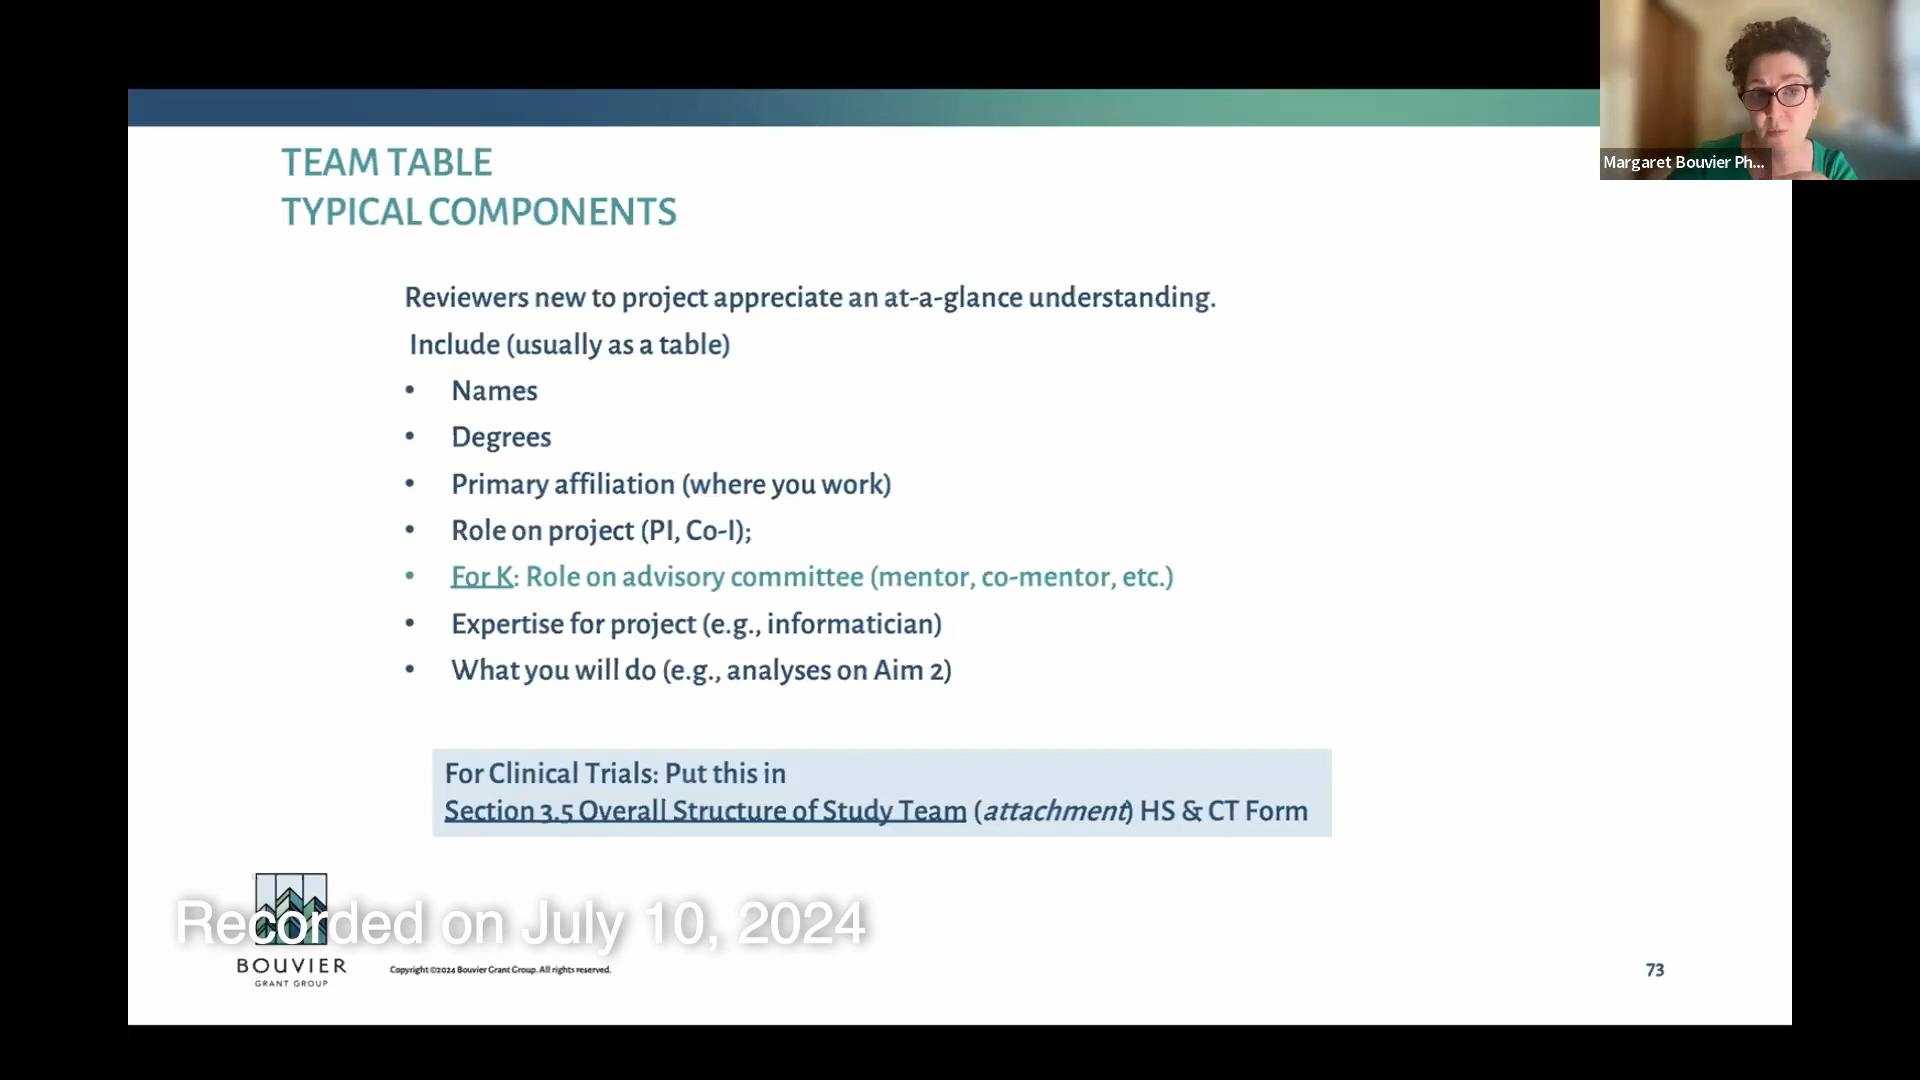 TEAM TABLE
TYPICAL COMPONENTS
Margaret Bouvier Ph...
Reviewers new to project appreciate an at-a-glance understanding.
Include (usually as a table)
• Names
• Degrees
• Primary affiliation (where you work)
• Role on project (PI, Co-I);
• For K: Role on advisory committee (mentor, co-mentor, etc.)
• Expertise for project (e.g., informatician)
• What you will do (e.g., analyses on Aim 2)
For Clinical Trials: Put this in
Section 3.5 Overall Structure of Study Team (attachment) HS & CT Form
Recorded on July 10, 2024
BOUVIER
GRANT GROUP
Copyright ©2024 Bouvier Grant Group. All rights reserved.
73